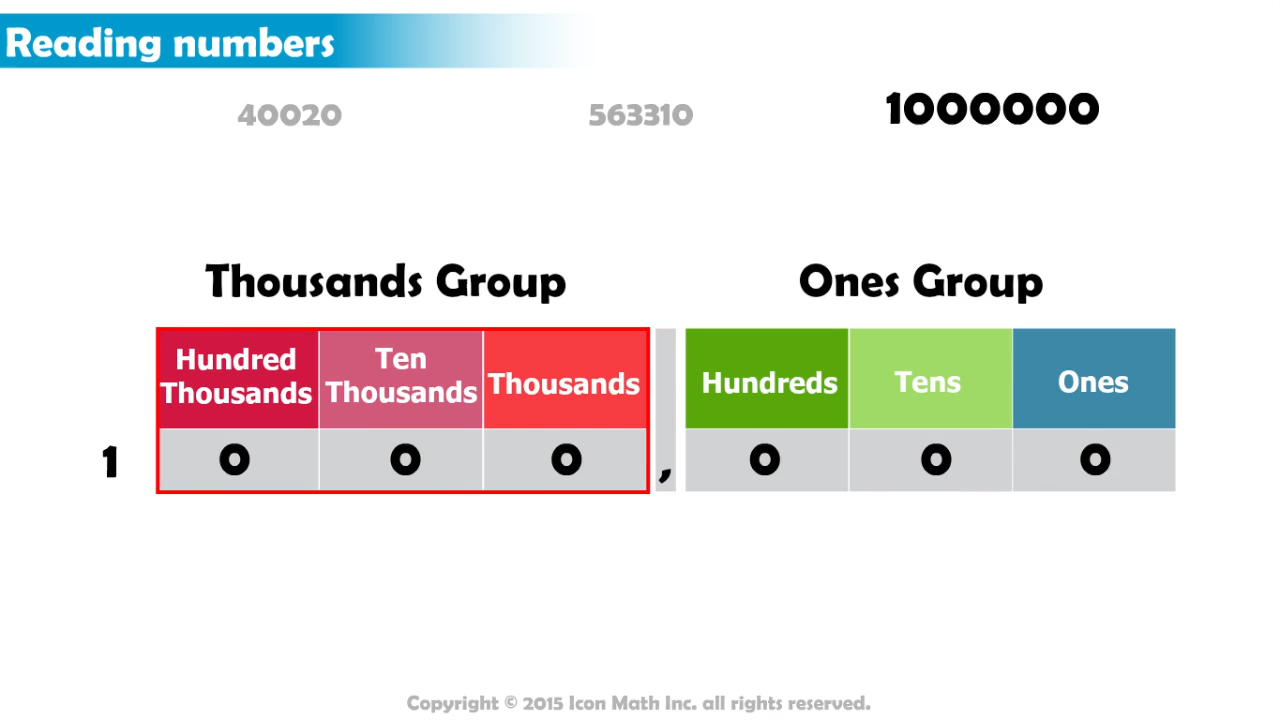 Reading numbers
40020 563310 1000000
Thousands Group Ones Group
Hundred Thousands Ten Thousands Thousands Hundreds Tens Ones
1 0 0 0 , 0 0 0
Copyright © 2015 Icon Math Inc. all rights reserved.